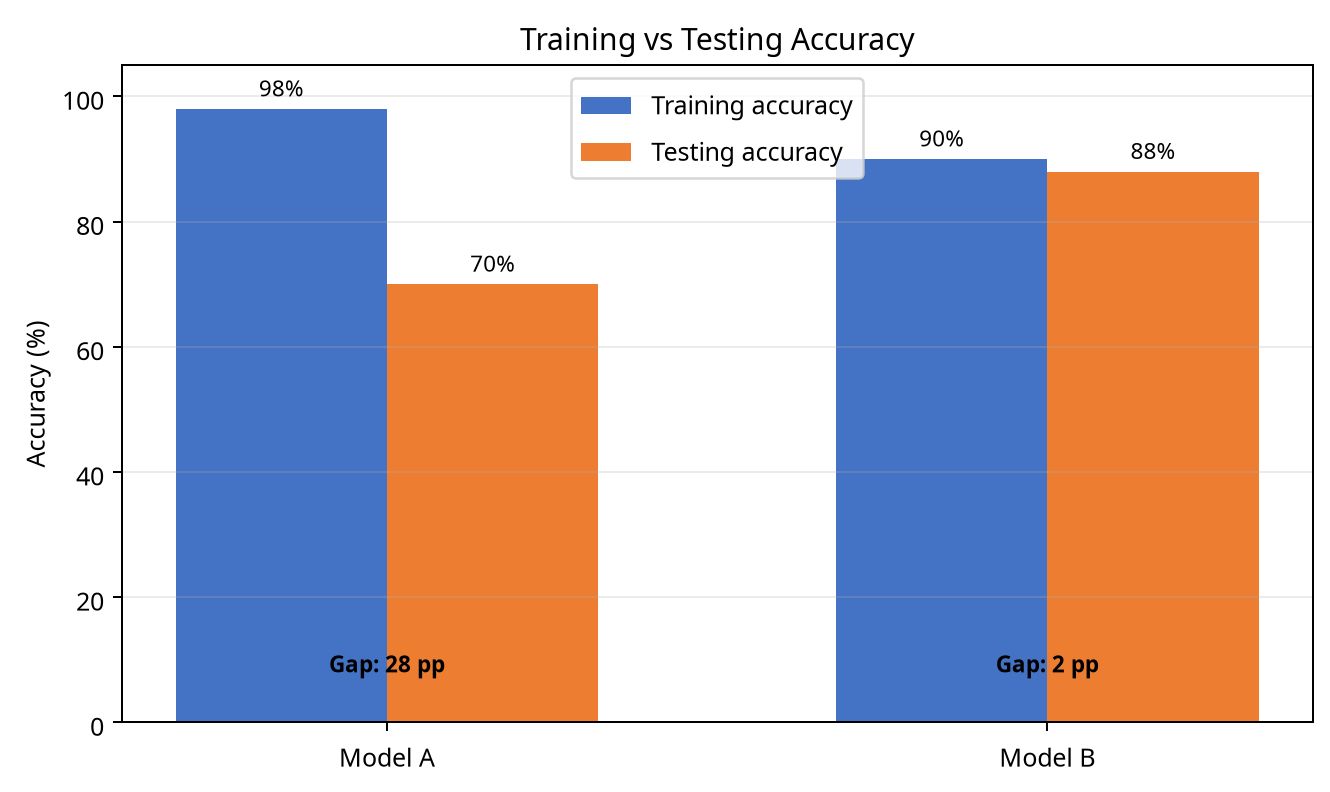 Training vs Testing Accuracy
Training accuracy
Testing accuracy
98%
70%
90%
88%
Accuracy (%)
100
80
60
40
20
0
Gap: 28 pp
Gap: 2 pp
Model A
Model B